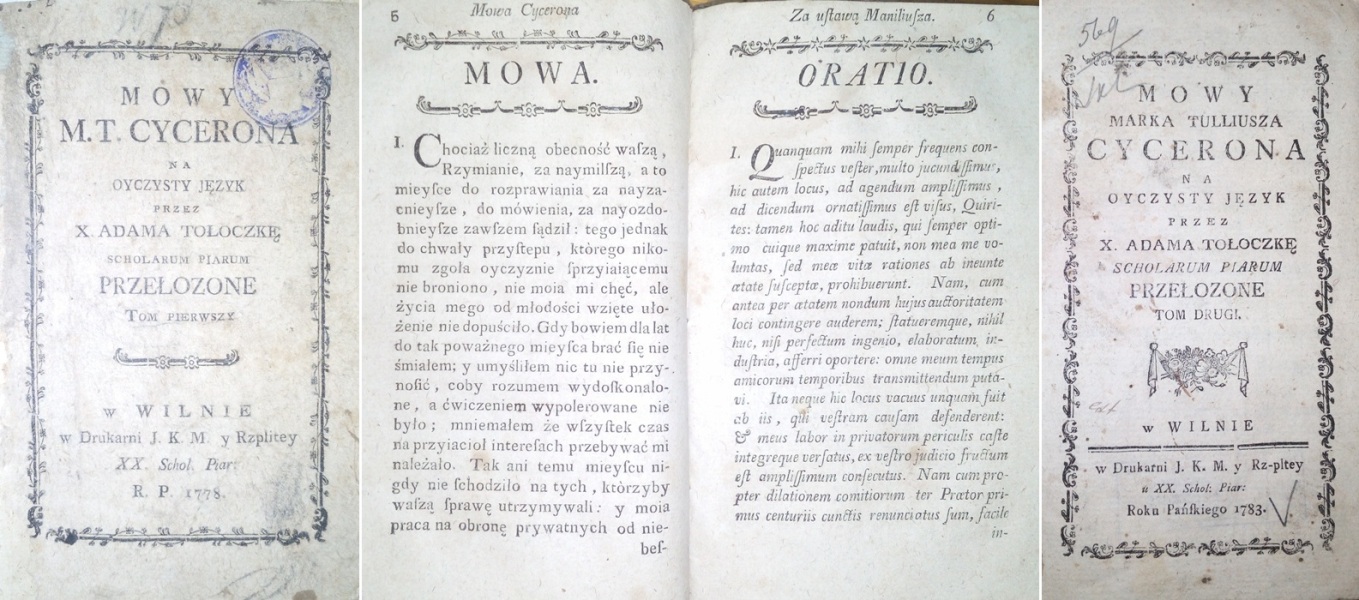 MOWY
M.T. CYCERONA
NA
OYCZYSTY JĘZYK
PRZEZ
X. ADAMA TOŁOCZKĘ
SCHOLARUM PIARUM
PRZEŁOZONE
TOM PIERWSZY
w WILNIE
w Drukarni J. K. M. y Rzplitey
XX. Schol. Piar:
R. P. 1778.
5 Mowa Cycerona
MOWA.
I. Chociaż liczną obecność waſzą,
Rzymianie, za naymilſzą, a to
mieyſce do rozprawiania za nayza-
cnieyſze, do mówienia, za nayozdo-
bnieyſze zawſzem ſądził: tego jednak
do chwały przyſtępu, którego niko-
mu zgoła oyczyznie ſprzyiaiącemu
nie broniono, nie moia mi chęć, ale
życia mego od młodości wzięte uło-
żenie nie dopuściło. Gdy bowiem dla lat
do tak poważnego mieyſca brać ſię nie
śmiałem; y umyśliłem nic tu nie przy-
noſić, coby rozumem wydoſkonalo-
ne, a ćwiczeniem wypolerowane nie
było; mniemałem że wſzyſtek czas
na przyiacioł intereſach przebywać mi
należało. Tak ani temu mieyſcu ni-
gdy nie ſchodziło na tych, ktòrzyby
waſzą ſprawę utrzymywali: y moia
praca na obronę prywatnych od nie-
beſ-
Za uſtawą Maniliuſza. 6
ORATIO.
I. Quanquam mihi ſemper frequens con-
ſpectus veſter, multo jucundiſſimus,
hic autem locus, ad agendum ampliſſimus,
ad dicendum ornatiſſimus eſt viſus, Quiri-
tes: tamen hoc aditu laudis, qui ſemper opti-
mo cuique maxime patuit, non mea me vo-
luntas, ſed meæ vitæ rationes ab ineunte
ætate ſuſceptæ, prohibuerunt. Nam, cum
antea per ætatem nondum hujus auctoritatem
loci contingere auderem; ſtatueremque, nihil
huc, niſi perfectum ingenio, elaboratum in-
duſtria, afferri oportere: omne meum tempus
amicorum temporibus transmittendum puta-
vi. Ita neque hic locus vacuus unquam fuit
ab iis, qui veſtram cauſam defenderent:
& meus labor in privatorum periculis caſte
integreque verſatus, ex veſtro judicio fructum
eſt ampliſſimum conſecutus. Nam cum pro-
pter dilationem comitiorum ter Prætor pri-
mus centuriis cunctis renunciatus ſum, facile
in-
569
MOWY
MARKA TULLIUSZA
CYCERONA
NA
OYCZYSTY JĘZYK
PRZEZ
X. ADAMA TOŁOCZKĘ
SCHOLARUM PIARUM
PRZEŁOZONE
TOM DRUGI.
w WILNIE
w Drukarni J. K. M. y Rz-pltey
u XX. Schol: Piar:
Roku Pańſkiego 1783.